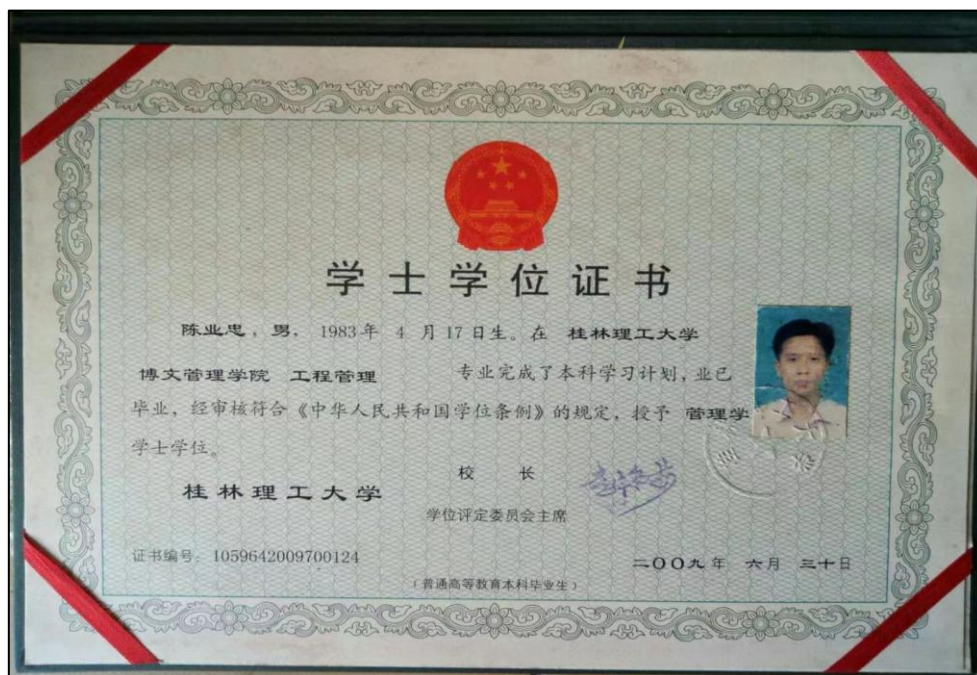 学士学位证书
陈业忠，男，1983年 4 月17日生。在 桂林理工大学
博文管理学院 工程管理 专业完成了本科学习计划，业已
毕业，经审核符合《中华人民共和国学位条例》的规定，授予 管理学
学士学位。
校 长
桂林理工大学
学位评定委员会主席
证书编号：1059642009700124
二〇〇九年 六月 三十日
（普通高等教育本科毕业生）